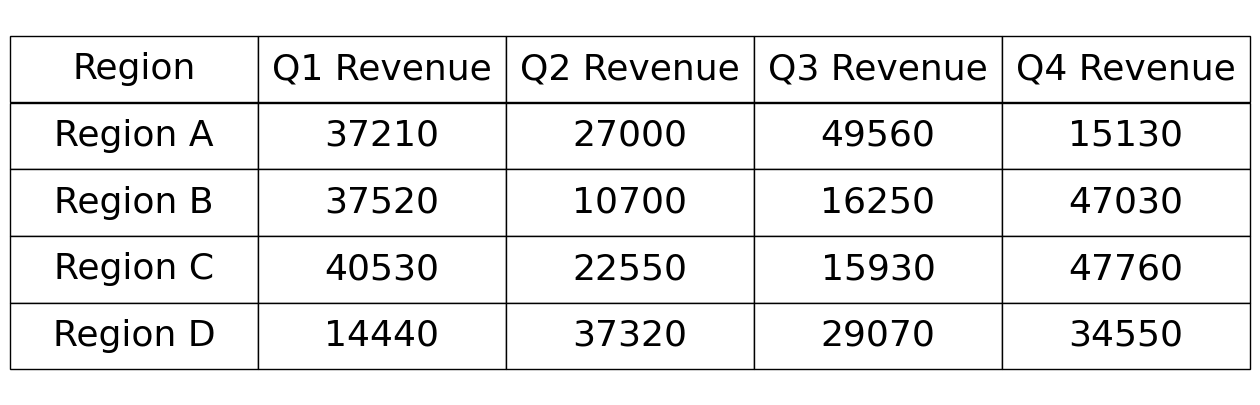 Region Q1 Revenue Q2 Revenue Q3 Revenue Q4 Revenue
Region A 37210 27000 49560 15130
Region B 37520 10700 16250 47030
Region C 40530 22550 15930 47760
Region D 14440 37320 29070 34550